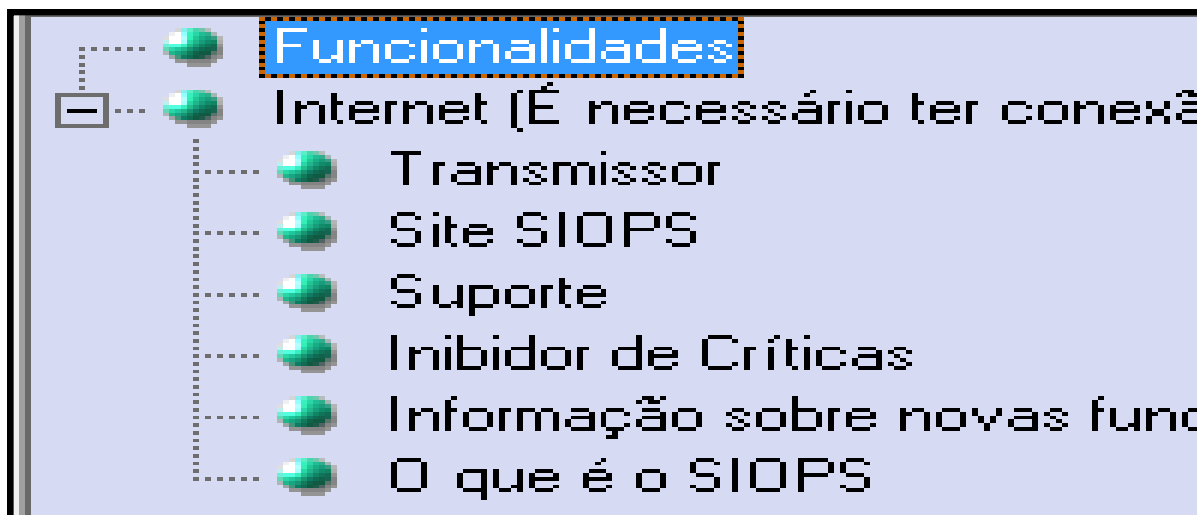 Funcionalidades
Internet (É necessário ter conexã
Transmissor
Site SIOPS
Suporte
Inibidor de Críticas
Informação sobre novas func
O que é o SIOPS